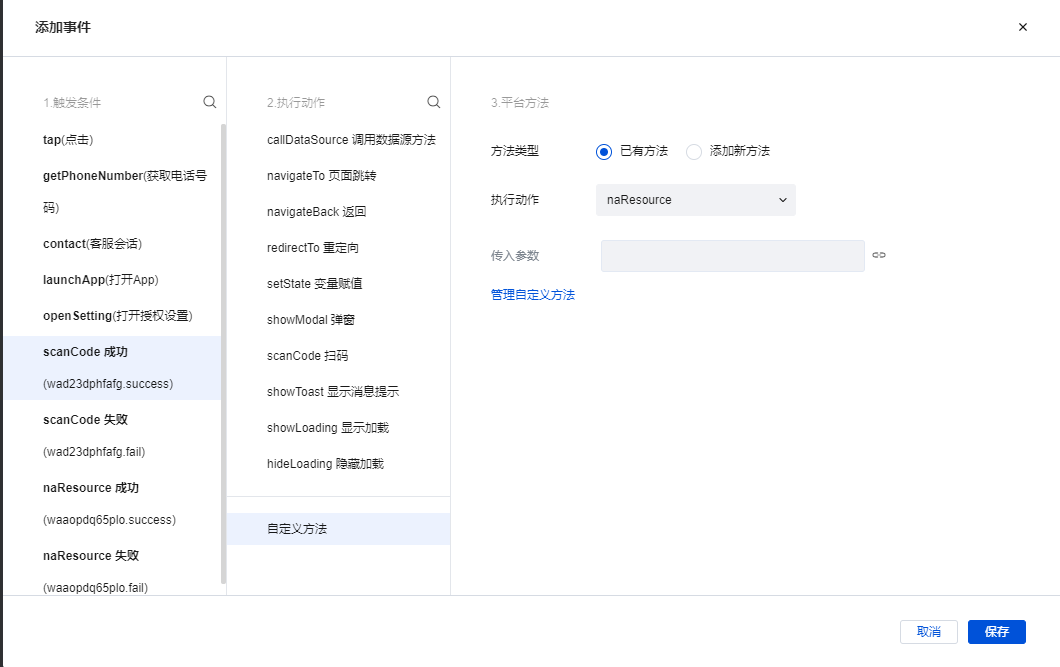 添加事件
1.触发条件
tap(点击)
getPhoneNumber(获取电话号
码)
contact(客服会话)
launchApp(打开App)
openSetting(打开授权设置)
scanCode 成功
(wad23dphfafg.success)
scanCode 失败
(wad23dphfafg.fail)
naResource 成功
(waaopdq65plo.success)
naResource 失败
(waaopdq65plo.fail)
2.执行动作
callDataSource 调用数据源方法
navigateTo 页面跳转
navigateBack 返回
redirectTo 重定向
setState 变量赋值
showModal 弹窗
scanCode 扫码
showToast 显示消息提示
showLoading 显示加载
hideLoading 隐藏加载
自定义方法
3.平台方法
方法类型 已有方法 添加新方法
执行动作 naResource
传入参数
管理自定义方法
取消 保存